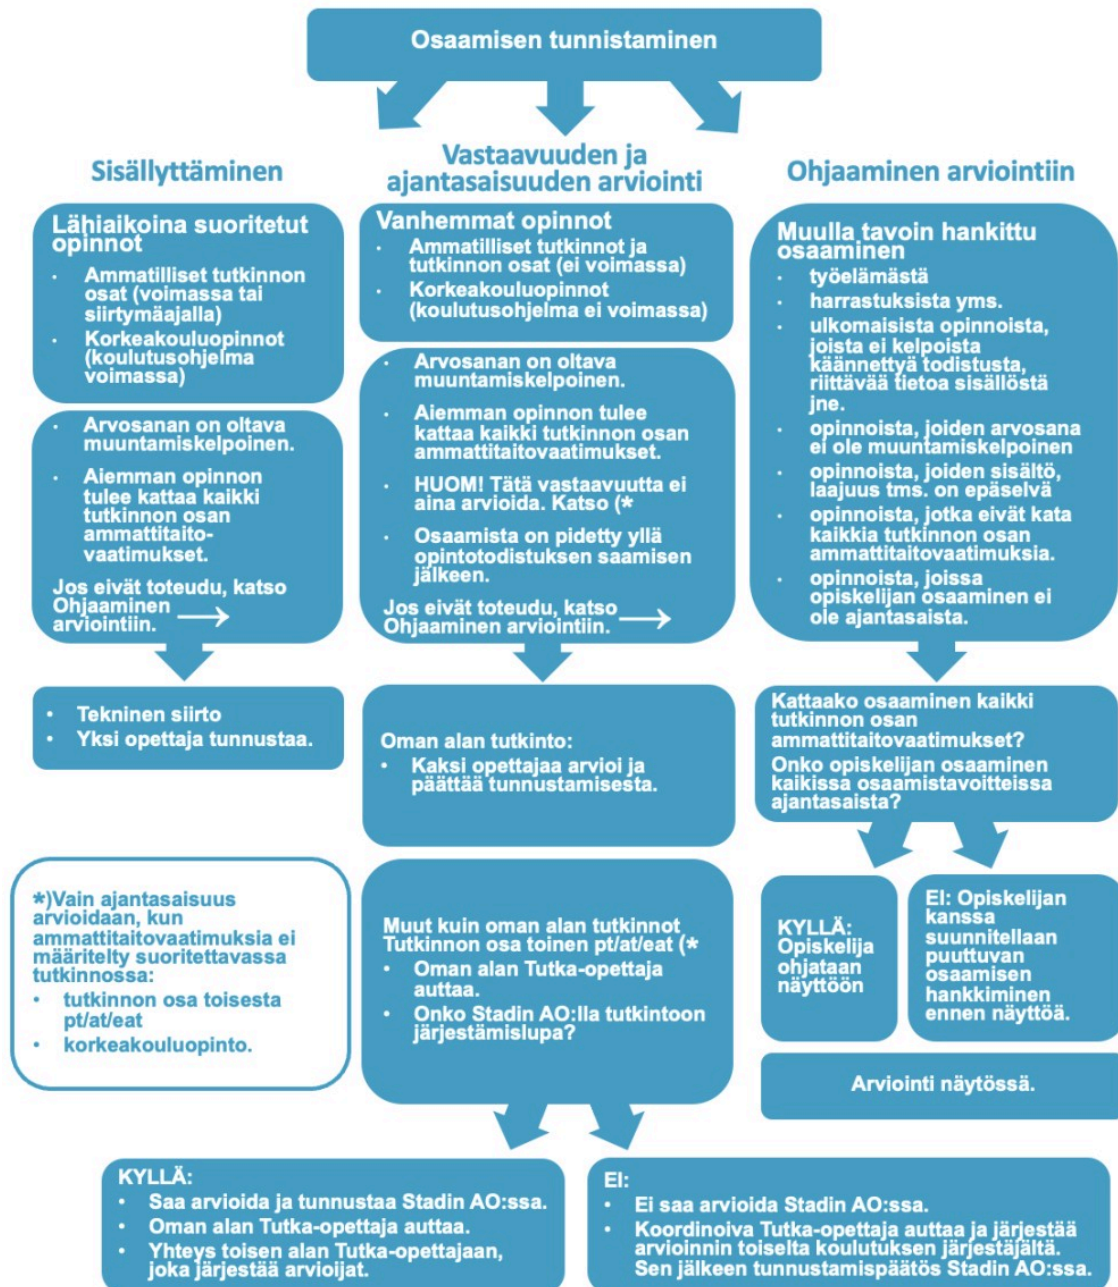 Osaamisen tunnistaminen
Sisällyttäminen
Lähiaikoina suoritetut
opinnot
· Ammatilliset tutkinnon
osat (voimassa tai
siirtymäajalla)
· Korkeakouluopinnot
(koulutusohjelma
voimassa)
· Arvosanan on oltava
muuntamiskelpoinen.
· Aiemman opinnon
tulee kattaa kaikki
tutkinnon osan
ammattitaito-
vaatimukset.
Jos eivät toteudu, katso
Ohjaaminen
arviointiin. →
• Tekninen siirto
• Yksi opettaja tunnustaa.
*)Vain ajantasaisuus
arvioidaan, kun
ammattitaitovaatimuksia ei
määritelty suoritettavassa
tutkinnossa:
• tutkinnon osa toisesta
pt/at/eat
• korkeakouluopinto.
Vastaavuuden ja
ajantasaisuuden arviointi
Vanhemmat opinnot
· Ammatilliset tutkinnot ja
tutkinnon osat (ei voimassa)
· Korkeakouluopinnot
(koulutusohjelma ei voimassa)
· Arvosanan on oltava
muuntamiskelpoinen.
· Aiemman opinnon tulee
kattaa kaikki tutkinnon osan
ammattitaitovaatimukset.
· HUOM! Tätä vastaavuutta ei
aina arvioida. Katso (*
· Osaamista on pidetty yllä
opintotodistuksen saamisen
jälkeen.
Jos eivät toteudu, katso
Ohjaaminen arviointiin. →
Oman alan tutkinto:
• Kaksi opettajaa arvioi ja
päättää tunnustamisesta.
Muut kuin oman alan tutkinnot
Tutkinnon osa toinen pt/at/eat (*
• Oman alan Tutka-opettaja
auttaa.
• Onko Stadin AO:lla tutkintoon
järjestämislupa?
KYLLÄ:
• Saa arvioida ja tunnustaa Stadin AO:ssa.
• Oman alan Tutka-opettaja auttaa.
• Yhteys toisen alan Tutka-opettajaan,
joka järjestää arvioijat.
EI:
• Ei saa arvioida Stadin AO:ssa.
• Koordinoiva Tutka-opettaja auttaa ja järjestää
arvioinnin toiselta koulutuksen järjestäjältä.
Sen jälkeen tunnustamispäätös Stadin AO:ssa.
Ohjaaminen arviointiin
Muulla tavoin hankittu
osaaminen
· työelämästä
· harrastuksista yms.
· ulkomaisista opinnoista,
joista ei kelpoista
käännettyä todistusta,
riittävää tietoa sisällöstä
jne.
· opinnoista, joiden arvosana
ei ole muuntamiskelpoinen
· opinnoista, joiden sisältö,
laajuus tms. on epäselvä
· opinnoista, jotka eivät kata
kaikkia tutkinnon osan
ammattitaitovaatimuksia.
· opinnoista, joissa
opiskelijan osaaminen ei
ole ajantasaista.
Kattaako osaaminen kaikki
tutkinnon osan
ammattitaitovaatimukset?
Onko opiskelijan osaaminen
kaikissa osaamistavoitteissa
ajantasaista?
KYLLÄ:
Opiskelija
ohjataan
näyttöön
EI: Opiskelijan
kanssa
suunnitellaan
puuttuvan
osaamisen
hankkiminen
ennen näyttöä.
Arviointi näytössä.